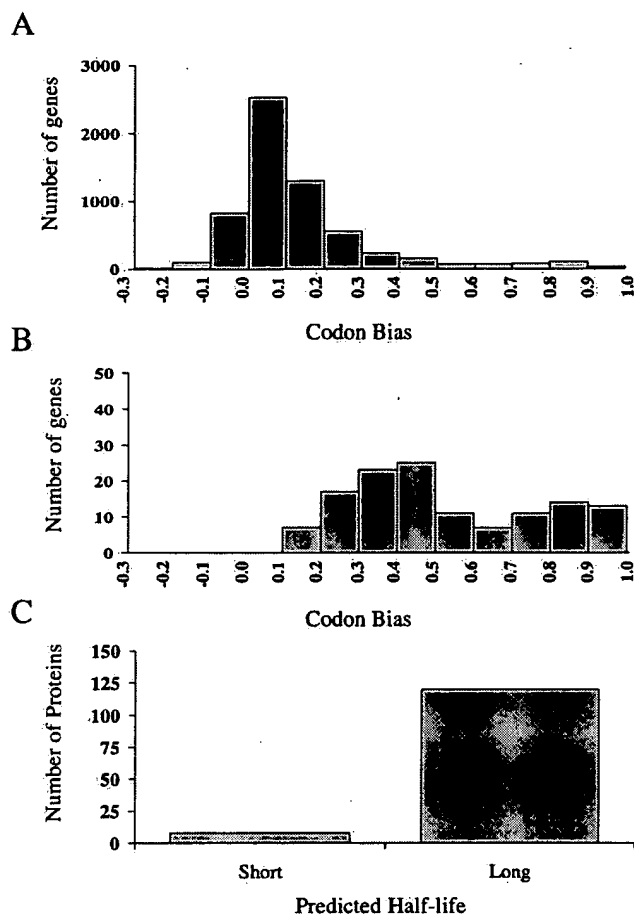 A
Number of genes
3000
2000
1000
0
-0.3 -0.1 0.0 0.1 0.2 0.3 0.4 0.5 0.6 0.7 0.8 0.9 1.0
Codon Bias
B
Number of genes
50
40
30
20
10
0
-0.3 -0.1 0.0 0.1 0.2 0.3 0.4 0.5 0.6 0.7 0.8 0.9 1.0
Codon Bias
C
Number of Proteins
150
125
100
75
50
25
0
Short Long
Predicted Half-life